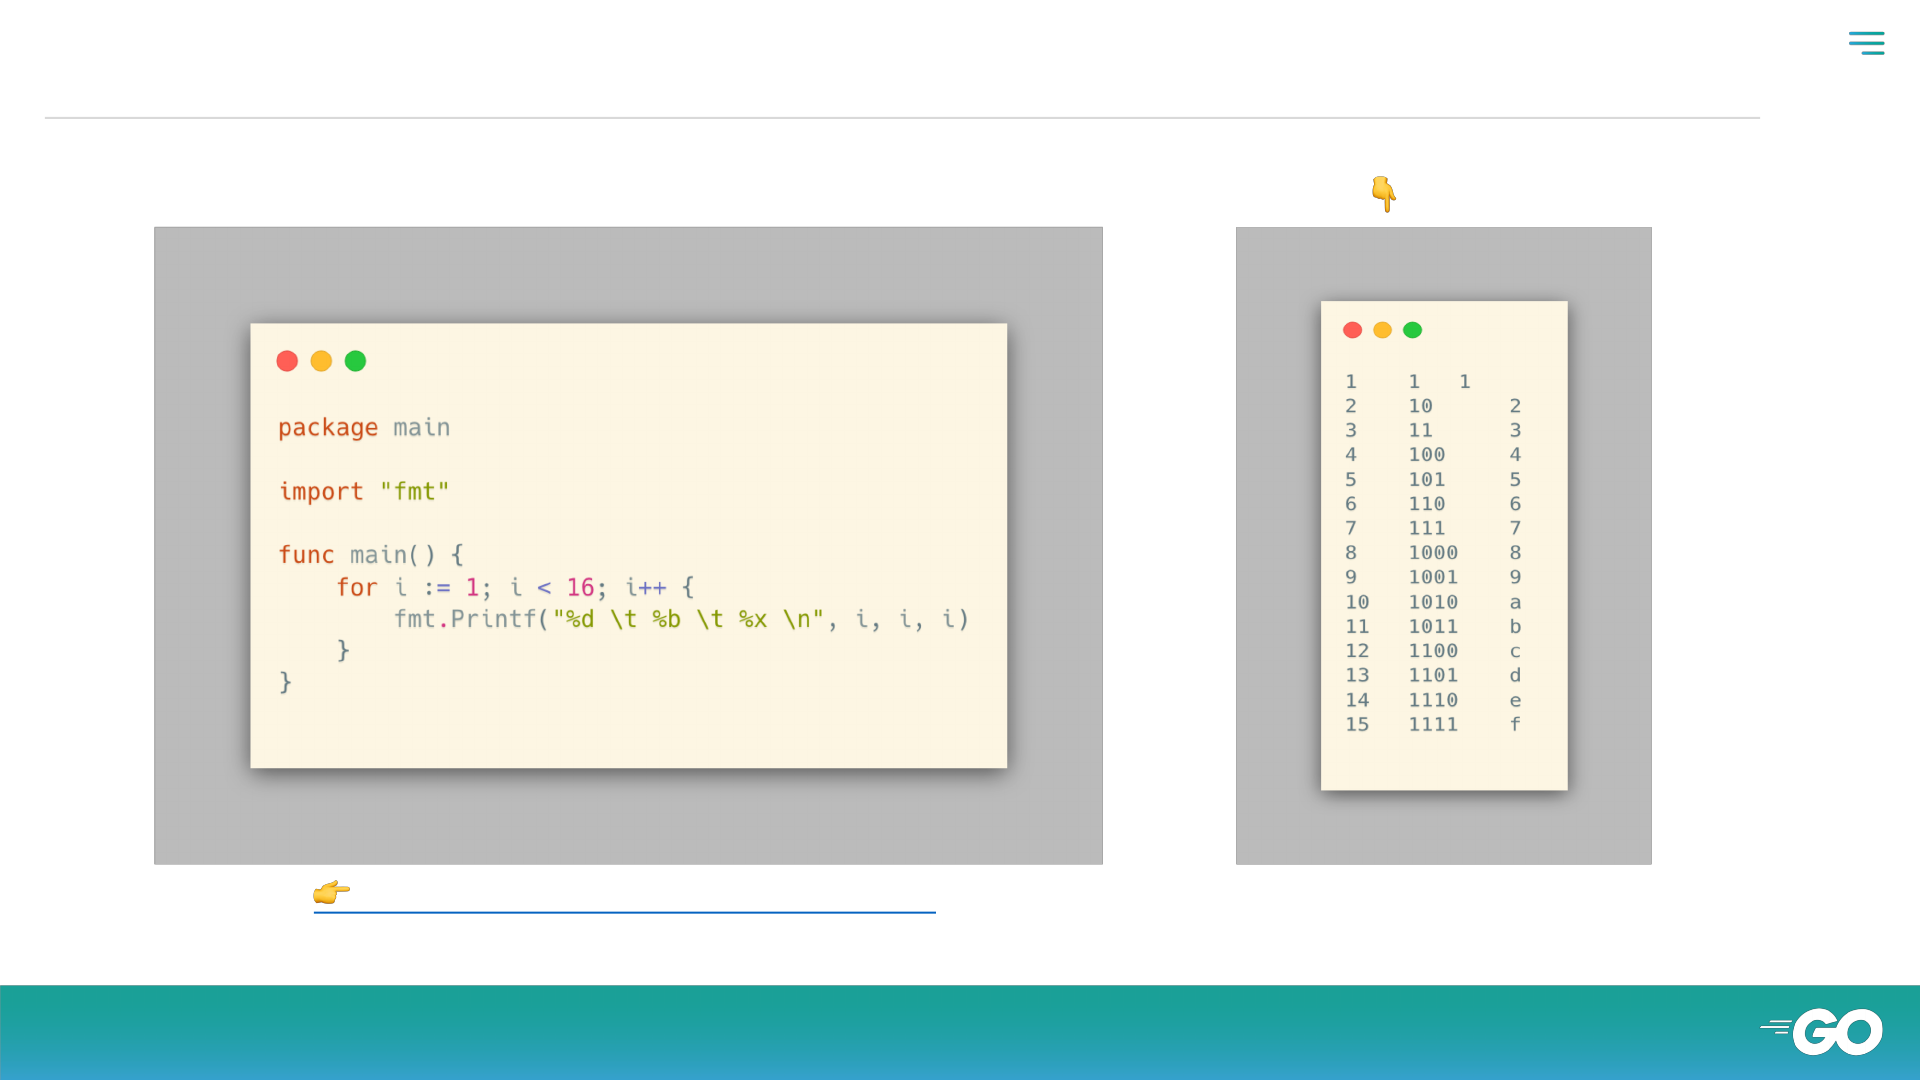 package main
import "fmt"
func main() {
    for i := 1; i < 16; i++ {
        fmt.Printf("%d \t %b \t %x \n", i, i, i)
    }
}
1 1 1
2 10 2
3 11 3
4 100 4
5 101 5
6 110 6
7 111 7
8 1000 8
9 1001 9
10 1010 a
11 1011 b
12 1100 c
13 1101 d
14 1110 e
15 1111 f
GO